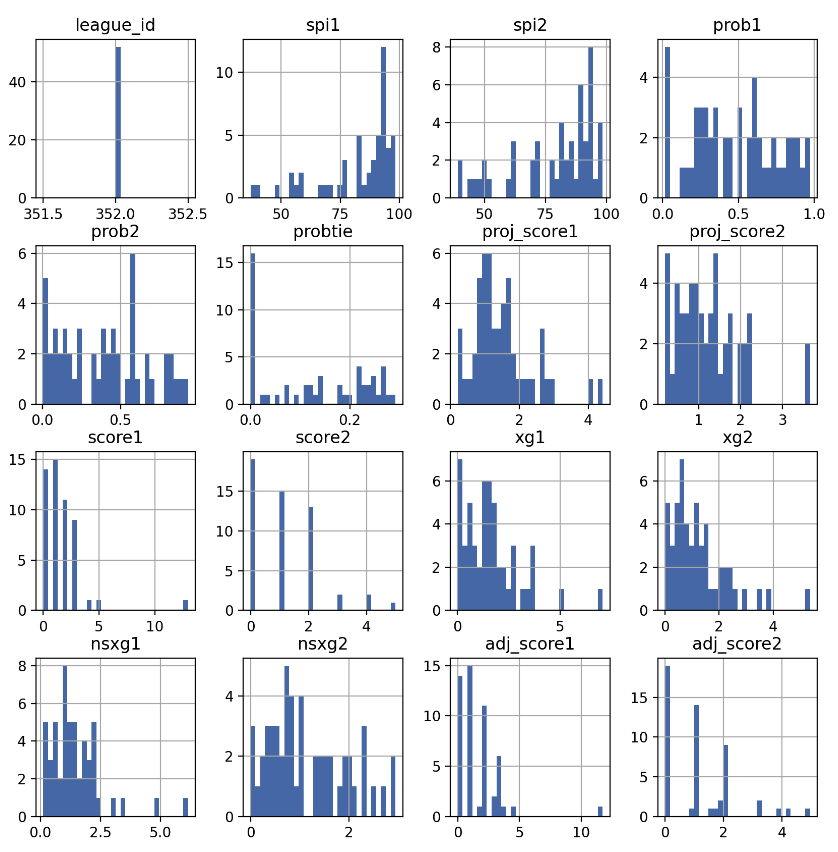 league_id spi1 spi2 prob1
40 20 0
351.5 352.0 352.5
10 5 0
50 75 100
8 6 4 2 0
50 75 100
4 2 0
0.0 0.5 1.0
prob2 probtie proj_score1 proj_score2
6 4 2 0
0.0 0.5
15 10 5 0
0.0 0.2
6 4 2 0
0 2 4
4 2 0
1 2 3
score1 score2 xg1 xg2
15 10 5 0
0 5 10
15 10 5 0
0 2 4
6 4 2 0
0 5
6 4 2 0
0 2 4
nsxg1 nsxg2 adj_score1 adj_score2
8 6 4 2 0
0.0 2.5 5.0
4 2 0
0 2
15 10 5 0
0 5 10
15 10 5 0
0 2 4